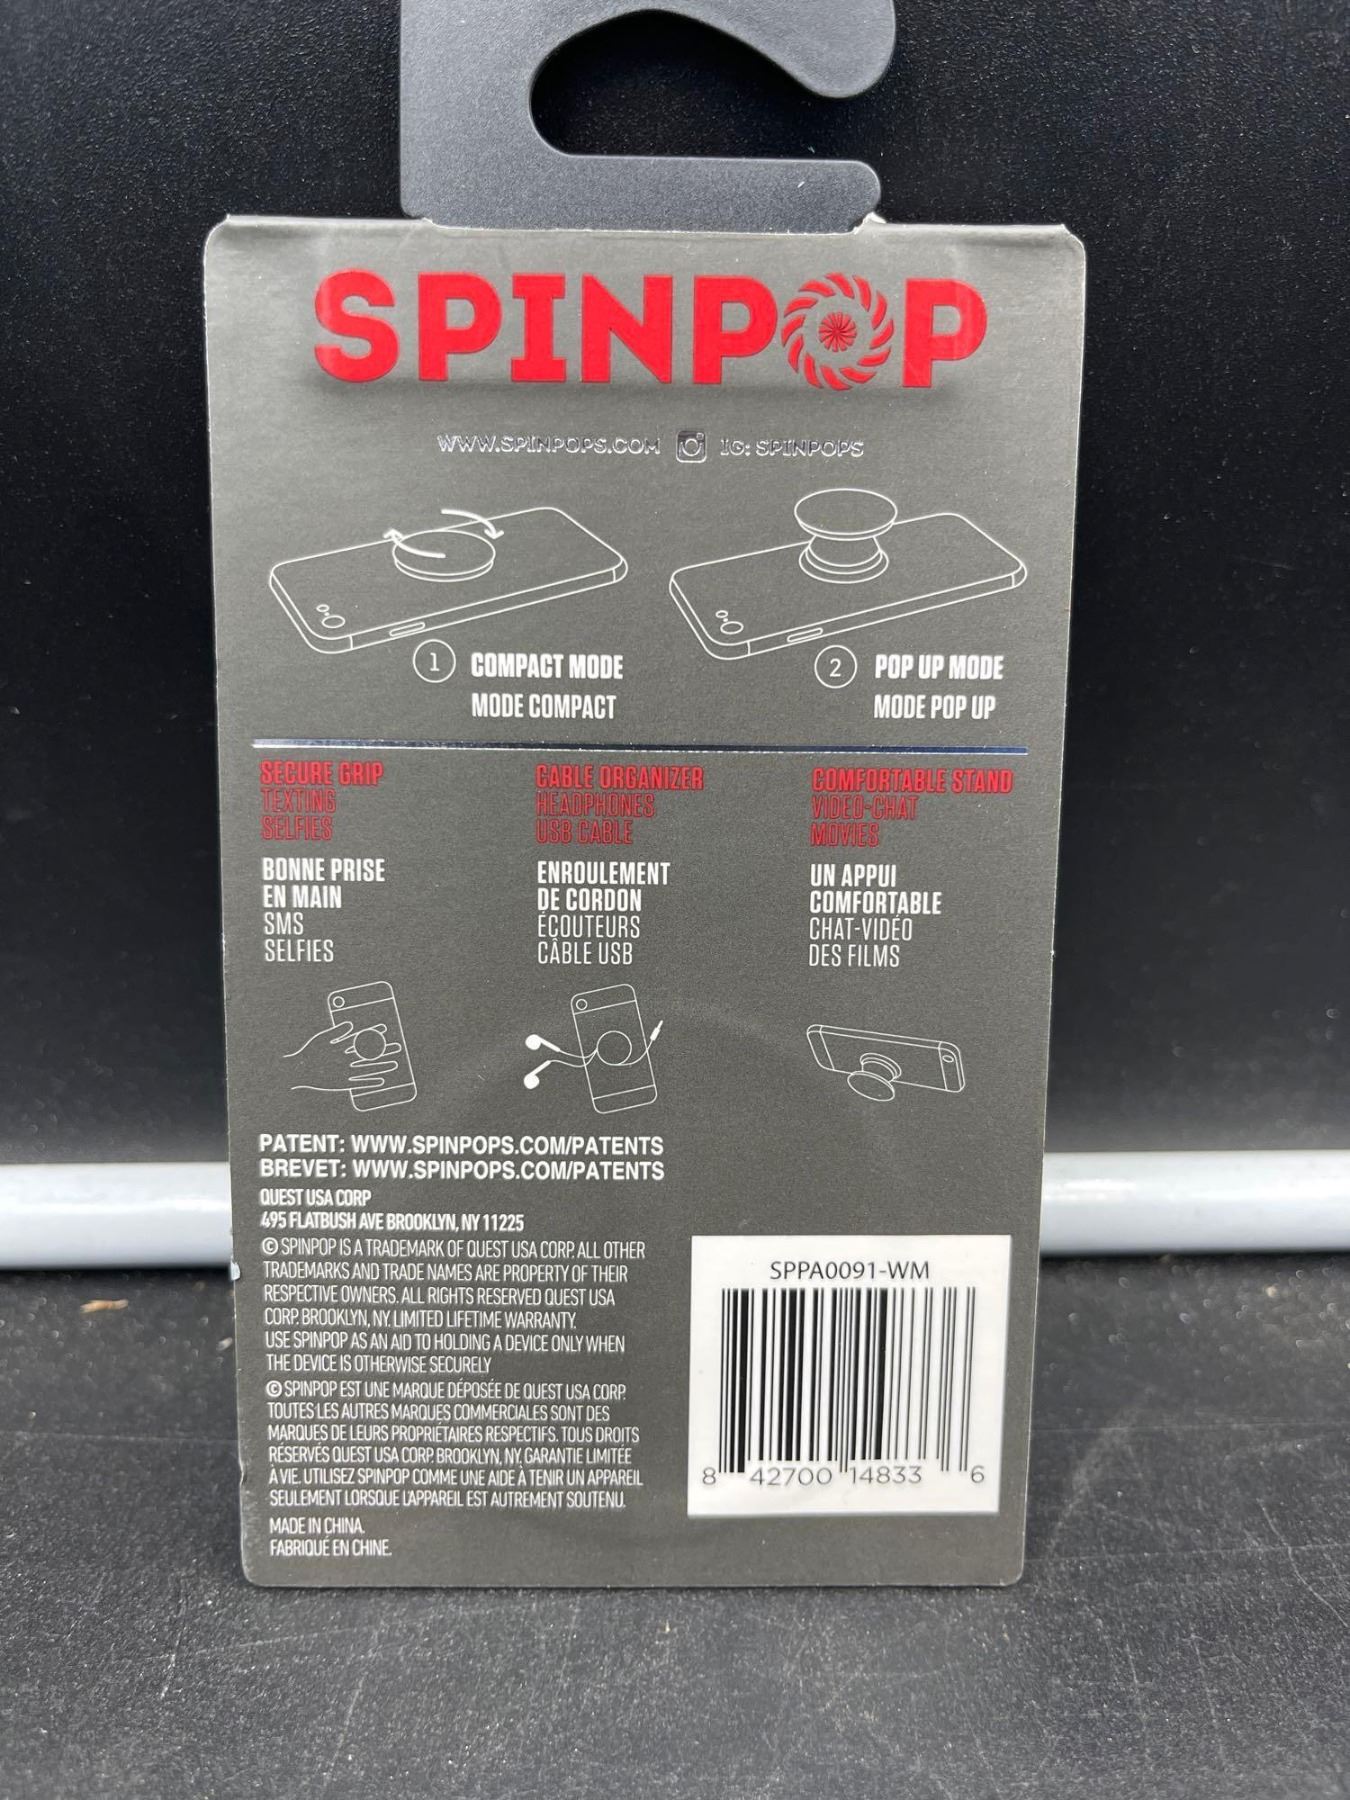 SPINPOP
WWW.SPINPOPS.COM IG: SPINPOPS
1 COMPACT MODE
MODE COMPACT
2 POP UP MODE
MODE POP UP
SECURE GRIP
TEXTING
SELFIES
BONNE PRISE
EN MAIN
SMS
SELFIES
CABLE ORGANIZER
HEADPHONES
USB CABLE
ENROULEMENT
DE CORDON
ÉCOUTEURS
CÂBLE USB
COMFORTABLE STAND
VIDEO-CHAT
MOVIES
UN APPUI
COMFORTABLE
CHAT-VIDÉO
DES FILMS
PATENT: WWW.SPINPOPS.COM/PATENTS
BREVET: WWW.SPINPOPS.COM/PATENTS
QUEST USA CORP
495 FLATBUSH AVE BROOKLYN, NY 11225
© SPINPOP IS A TRADEMARK OF QUEST USA CORP. ALL OTHER
TRADEMARKS AND TRADE NAMES ARE PROPERTY OF THEIR
RESPECTIVE OWNERS. ALL RIGHTS RESERVED QUEST USA
CORP. BROOKLYN, NY. LIMITED LIFETIME WARRANTY.
USE SPINPOP AS AN AID TO HOLDING A DEVICE ONLY WHEN
THE DEVICE IS OTHERWISE SECURELY
© SPINPOP EST UNE MARQUE DÉPOSÉE DE QUEST USA CORP.
TOUTES LES AUTRES MARQUES COMMERCIALES SONT DES
MARQUES DE LEURS PROPRIÉTAIRES RESPECTIFS. TOUS DROITS
RÉSERVÉS QUEST USA CORP. BROOKLYN, NY. GARANTIE LIMITÉE
À VIE. UTILISEZ SPINPOP COMME UNE AIDE À TENIR UN APPAREIL
SEULEMENT LORSQUE L'APPAREIL EST AUTREMENT SOUTENU.
MADE IN CHINA.
FABRIQUÉ EN CHINE.
SPPA0091-WM
8 42700 14833 6